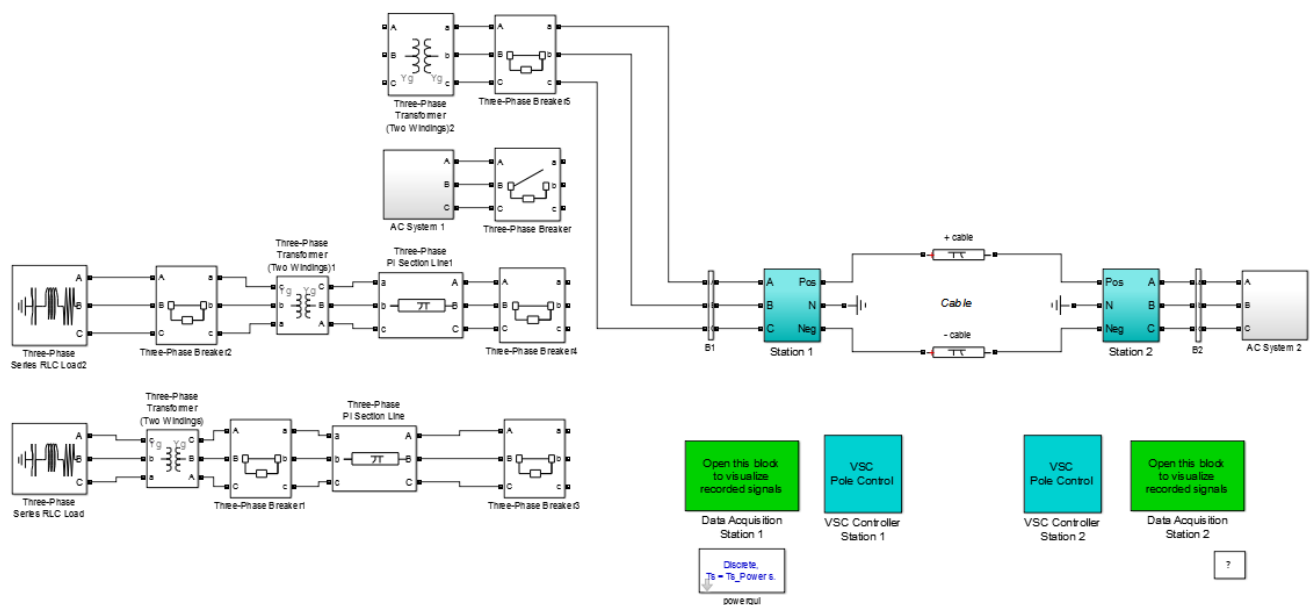 A a A a
B b B b
C Yg Yg c C c
Three-Phase
Transformer
(Two Windings)2
Three-Phase Breaker5
A A a
B B b
C C c
AC System 1
Three-Phase Breaker
Three-Phase
Transformer
(Two Windings)1
Three-Phase
PI Section Line1
A A a c Yg C a A A a
B B b b Yg B b B B b
C C c a A c C C c
Three-Phase
Series RLC Load2
Three-Phase Breaker2
Three-Phase Breaker4
+ cable
A Pos
B N
C Neg
Cable
Pos A
N B
Neg C
A
B
C
- cable
B1
Station 1
Station 2
B2
AC System 2
Three-Phase
Transformer
(Two Windings)
Three-Phase
PI Section Line
A c Yg Yg C A a a A A a
B b B B b b B B b
C a A C c c C C c
Three-Phase
Series RLC Load
Three-Phase Breaker1
Three-Phase Breaker3
Open this block
to visualize
recorded signals
Data Acquisition
Station 1
VSC
Pole Control
VSC Controller
Station 1
VSC
Pole Control
VSC Controller
Station 2
Open this block
to visualize
recorded signals
Data Acquisition
Station 2
Discrete,
Ts = Ts_Power s.
powergui
?